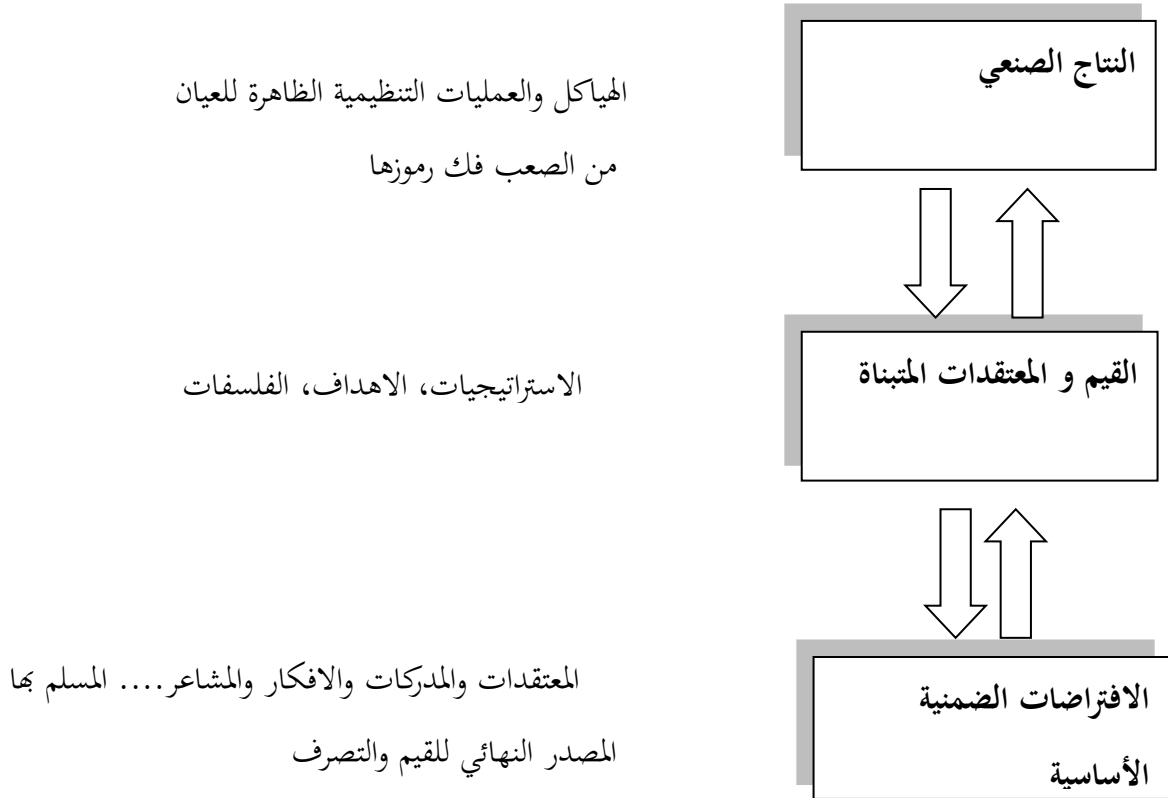 النتاج الصنعي
الهياكل والعمليات التنظيمية الظاهرة للعيان
من الصعب فك رموزها
القيم و المعتقدات المتبناة
الاستراتيجيات، الاهداف، الفلسفات
الافتراضات الضمنية
الأساسية
المعتقدات والمدركات والافكار والمشاعر.... المسلم بها
المصدر النهائي للقيم والتصرف